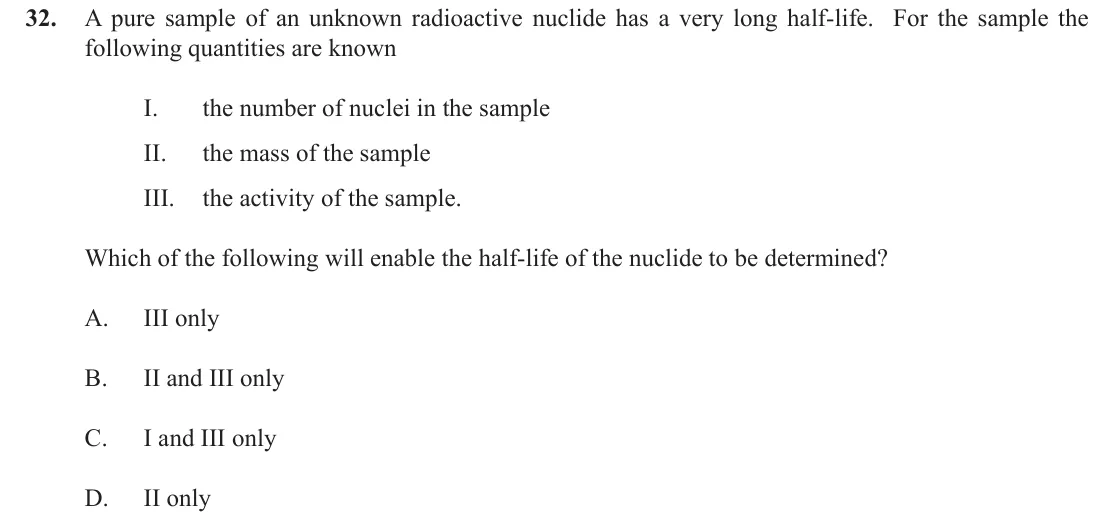 32. A pure sample of an unknown radioactive nuclide has a very long half-life. For the sample the
following quantities are known
I. the number of nuclei in the sample
II. the mass of the sample
III. the activity of the sample.
Which of the following will enable the half-life of the nuclide to be determined?
A. III only
B. II and III only
C. I and III only
D. II only